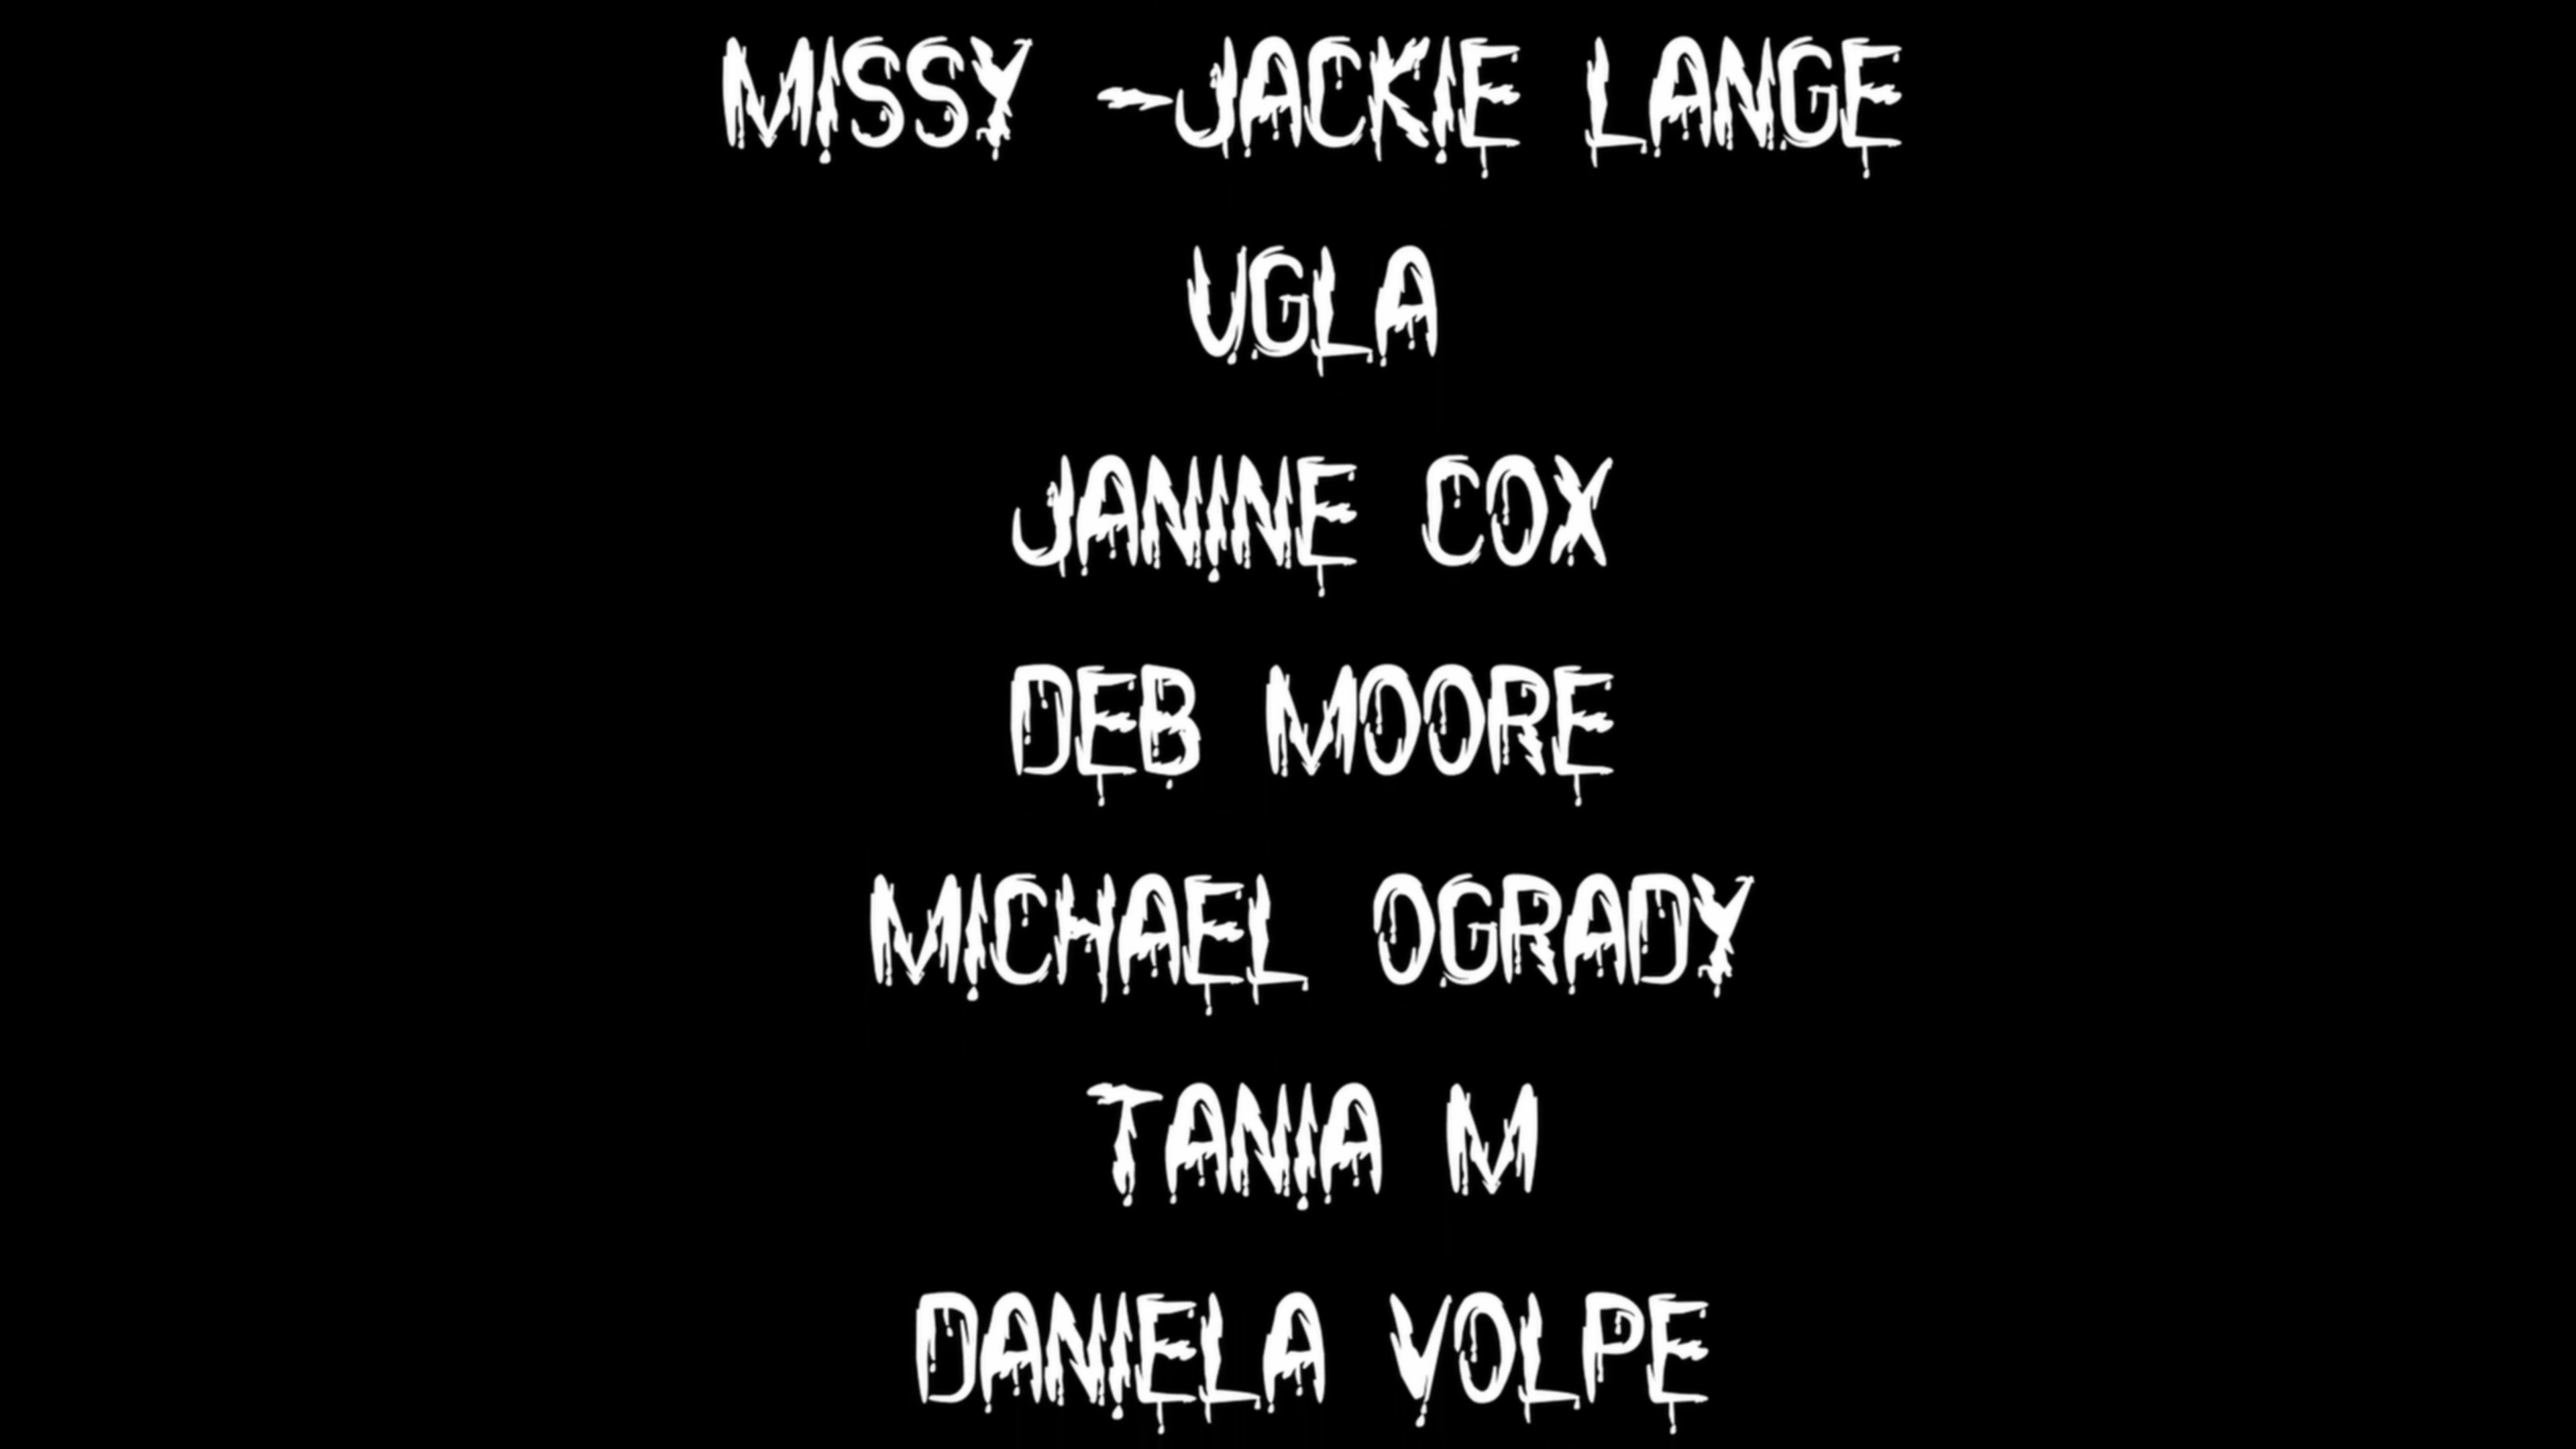 MISSY -JACKIE LANGE
UGLA
JANINE COX
DEB MOORE
MICHAEL OGRADY
TANIA M
DANIELA VOLPE